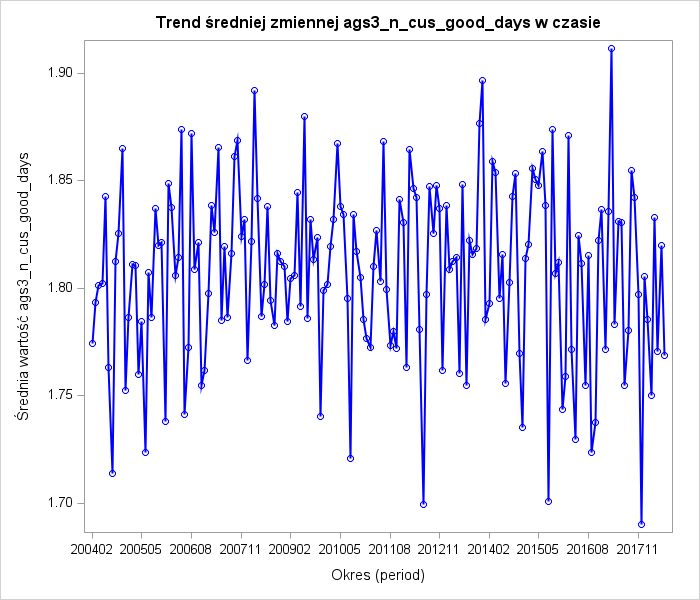 Trend średniej zmiennej ags3_n_cus_good_days w czasie
Średnia wartość ags3_n_cus_good_days
1.90
1.85
1.80
1.75
1.70
200402 200505 200608 200711 200902 201005 201108 201211 201402 201505 201608 201711
Okres (period)